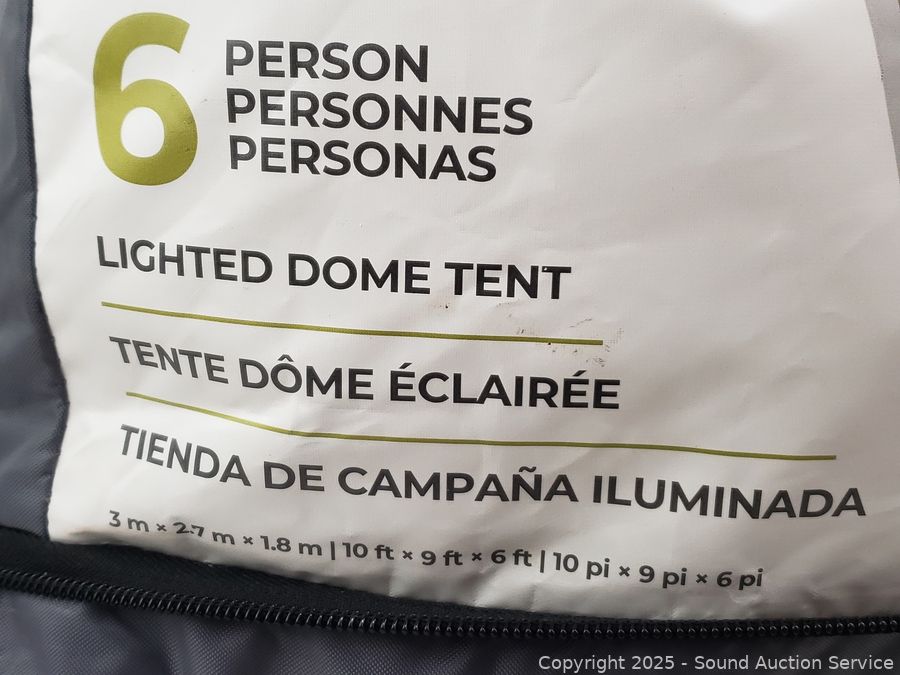 6
PERSON
PERSONNES
PERSONAS
LIGHTED DOME TENT
TENTE DÔME ÉCLAIRÉE
TIENDA DE CAMPAÑA ILUMINADA
3 m × 2.7 m × 1.8 m | 10 ft × 9 ft × 6 ft | 10 pi × 9 pi × 6 pi
Copyright 2025 - Sound Auction Service